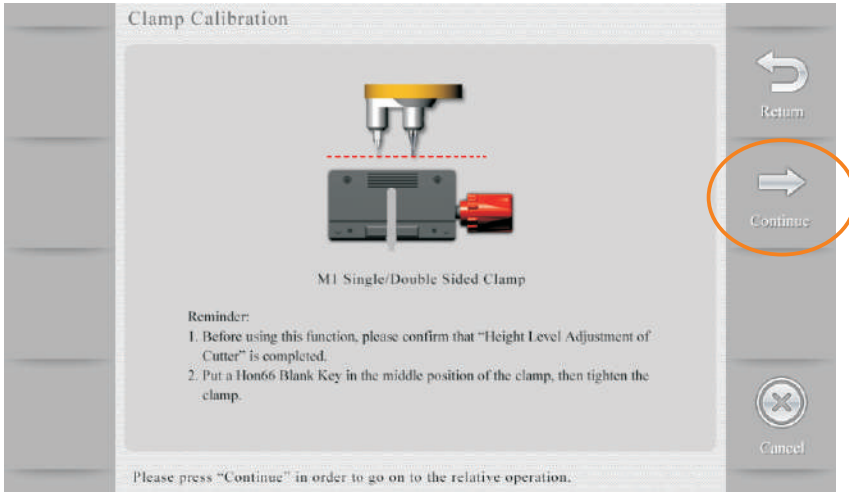 Clamp Calibration
Return
Continue
M1 Single/Double Sided Clamp
Reminder:
1. Before using this function, please confirm that “Height Level Adjustment of
Cutter” is completed.
2. Put a Hon66 Blank Key in the middle position of the clamp, then tighten the
clamp.
Cancel
Please press “Continue” in order to go on to the relative operation.